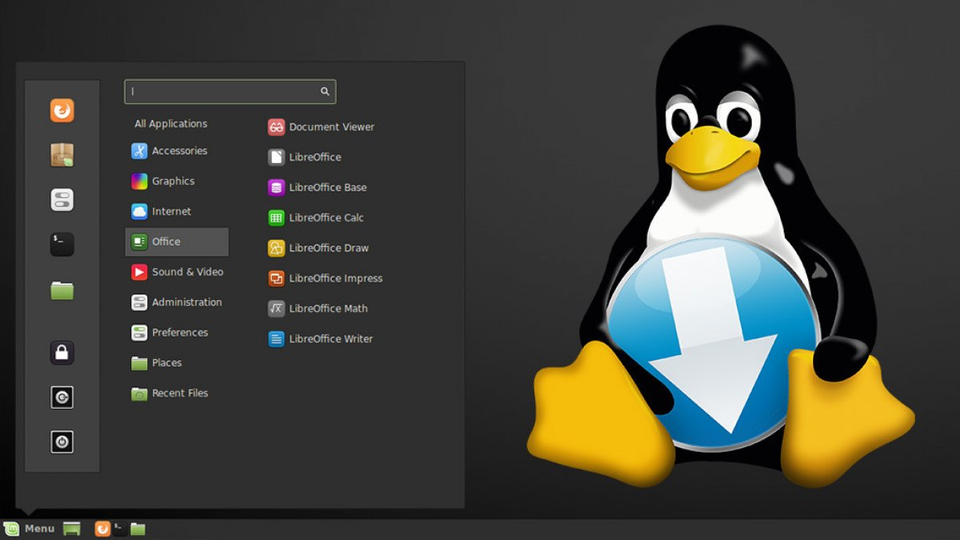 All Applications
Accessories
Graphics
Internet
Office
Sound & Video
Administration
Preferences
Places
Recent Files
Document Viewer
LibreOffice
LibreOffice Base
LibreOffice Calc
LibreOffice Draw
LibreOffice Impress
LibreOffice Math
LibreOffice Writer
Menu